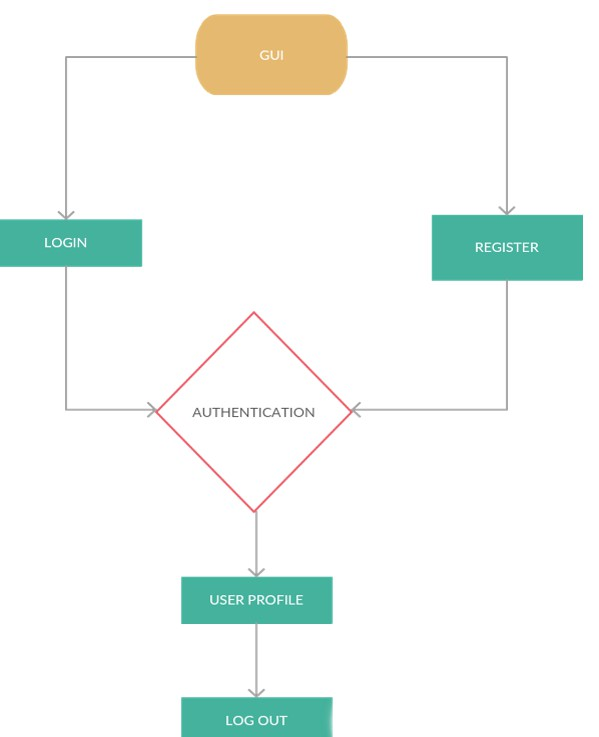 GUI
LOGIN
REGISTER
AUTHENTICATION
USER PROFILE
LOG OUT